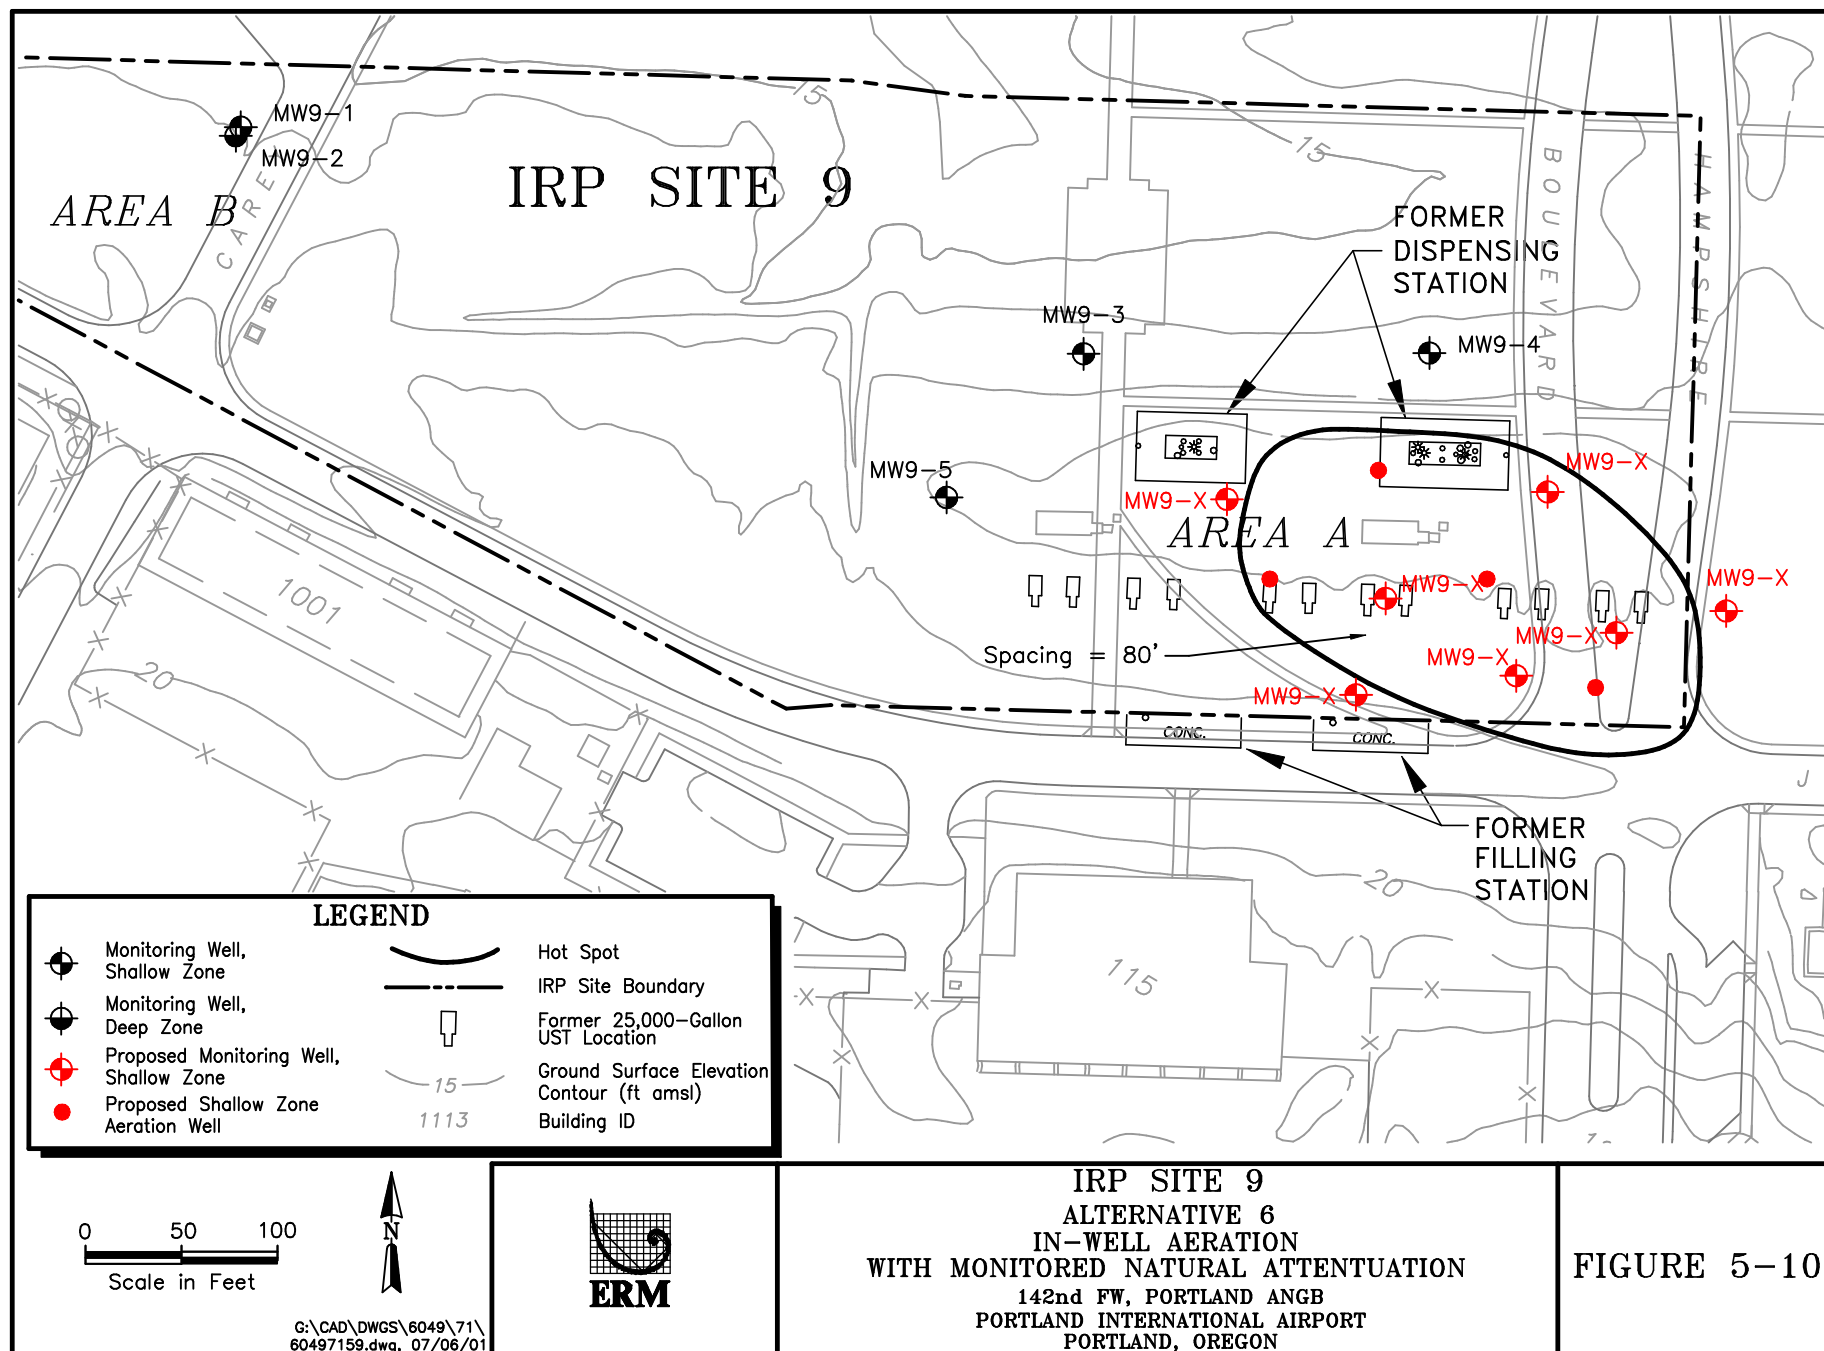 15
MW9-1
MW9-2
CAREY
AREA B
IRP SITE 9
15
BOULEVARD
HAMPSHIRE
FORMER
DISPENSING
STATION
MW9-3
MW9-4
MW9-5
MW9-X
MW9-X
AREA A
MW9-X
MW9-X
MW9-X
MW9-X
MW9-X
Spacing = 80'
1001
20
CONC.
CONC.
J
FORMER
FILLING
STATION
20
115
LEGEND
Monitoring Well,
Shallow Zone
Monitoring Well,
Deep Zone
Proposed Monitoring Well,
Shallow Zone
Proposed Shallow Zone
Aeration Well
Hot Spot
IRP Site Boundary
Former 25,000-Gallon
UST Location
15
Ground Surface Elevation
Contour (ft amsl)
1113
Building ID
0 50 100
Scale in Feet
N
G:\CAD\DWGS\6049\71\
60497159.dwg, 07/06/01
ERM
IRP SITE 9
ALTERNATIVE 6
IN-WELL AERATION
WITH MONITORED NATURAL ATTENTUATION
142nd FW, PORTLAND ANGB
PORTLAND INTERNATIONAL AIRPORT
PORTLAND, OREGON
FIGURE 5-10